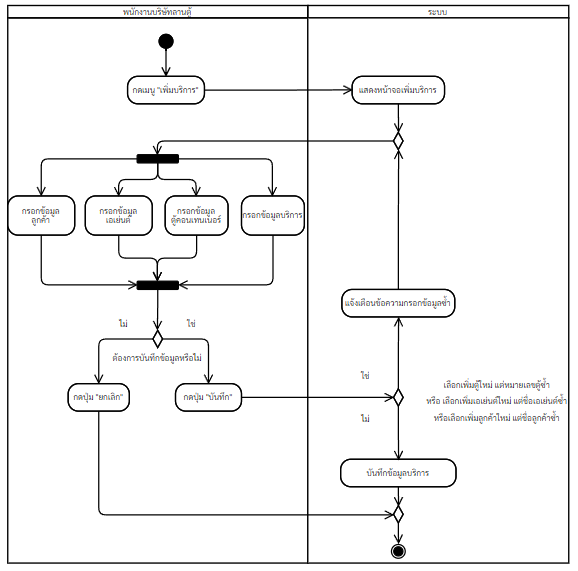 พนักงานบริษัทลานตู้
ระบบ
กดเมนู "เพิ่มบริการ"
แสดงหน้าจอเพิ่มบริการ
กรอกข้อมูล
ลูกค้า
กรอกข้อมูล
เอเย่นต์
กรอกข้อมูล
ตู้คอนเทนเนอร์
กรอกข้อมูลบริการ
แจ้งเตือนข้อความกรอกข้อมูลซ้ำ
ไม่
ใช่
ต้องการบันทึกข้อมูลหรือไม่
กดปุ่ม "ยกเลิก"
กดปุ่ม "บันทึก"
ใช่
ไม่
เลือกเพิ่มตู้ใหม่ แต่หมายเลขตู้ซ้ำ
หรือ เลือกเพิ่มเอเย่นต์ใหม่ แต่ชื่อเอเย่นต์ซ้ำ
หรือเลือกเพิ่มลูกค้าใหม่ แต่ชื่อลูกค้าซ้ำ
บันทึกข้อมูลบริการ